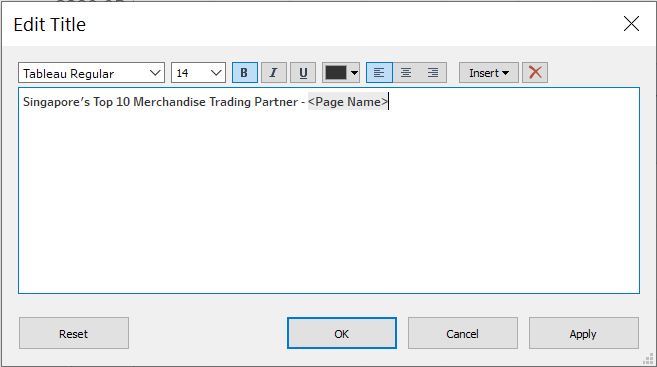 Edit Title
Tableau Regular 14 B I U Insert
Singapore's Top 10 Merchandise Trading Partner - <Page Name>
Reset OK Cancel Apply